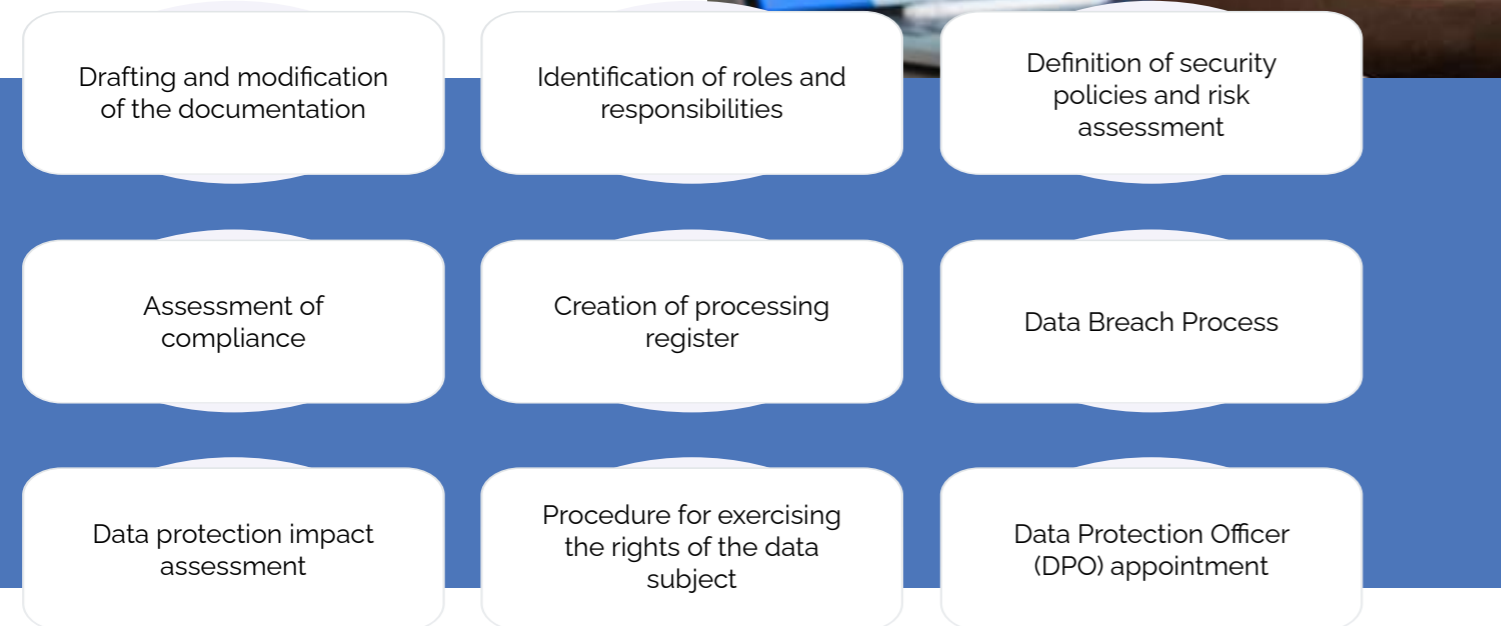 Drafting and modification
of the documentation
Identification of roles and
responsibilities
Definition of security
policies and risk
assessment
Assessment of
compliance
Creation of processing
register
Data Breach Process
Data protection impact
assessment
Procedure for exercising
the rights of the data
subject
Data Protection Officer
(DPO) appointment